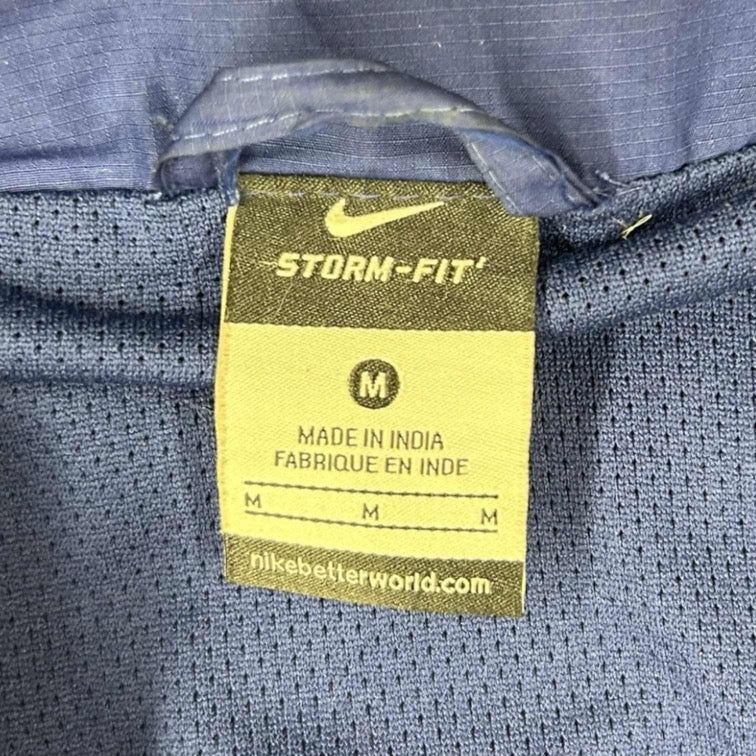 STORM-FIT
M
MADE IN INDIA
FABRIQUE EN INDE
M M M
nikebetterworld.com